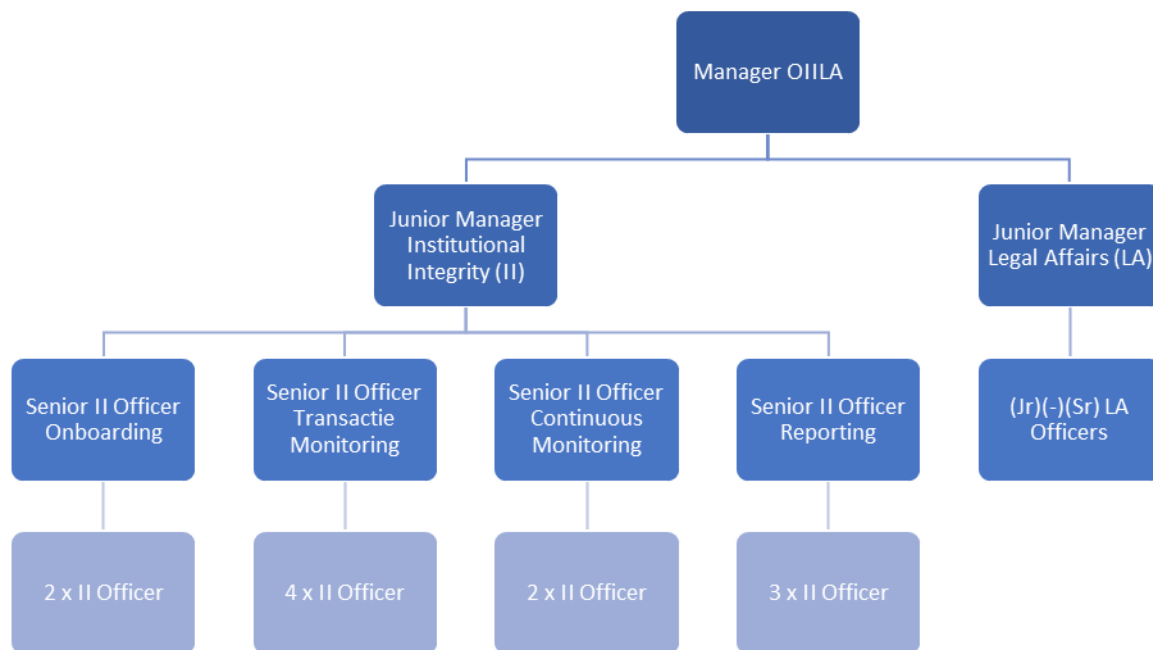 Manager OIILA
Junior Manager
Institutional
Integrity (II)
Junior Manager
Legal Affairs (LA)
Senior II Officer
Onboarding
Senior II Officer
Transactie
Monitoring
Senior II Officer
Continuous
Monitoring
Senior II Officer
Reporting
(Jr)(-)(Sr) LA
Officers
2 x II Officer
4 x II Officer
2 x II Officer
3 x II Officer